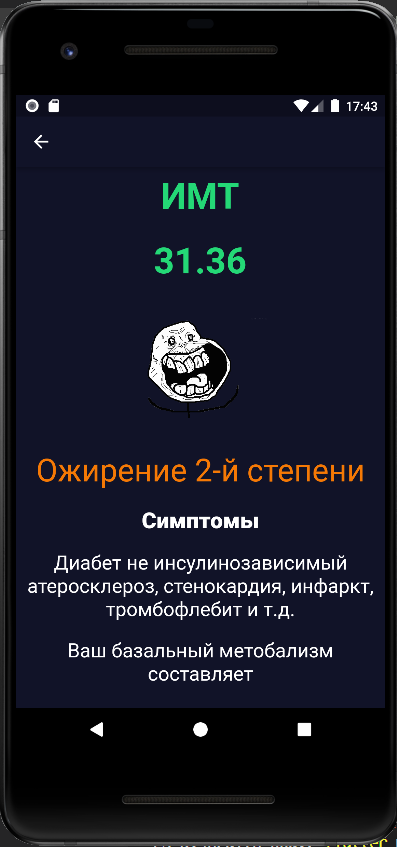 17:43
ИМТ
31.36
Ожирение 2-й степени
Симптомы
Диабет не инсулинозависимый
атеросклероз, стенокардия, инфаркт,
тромбофлебит и т.д.
Ваш базальный метобализм
составляет